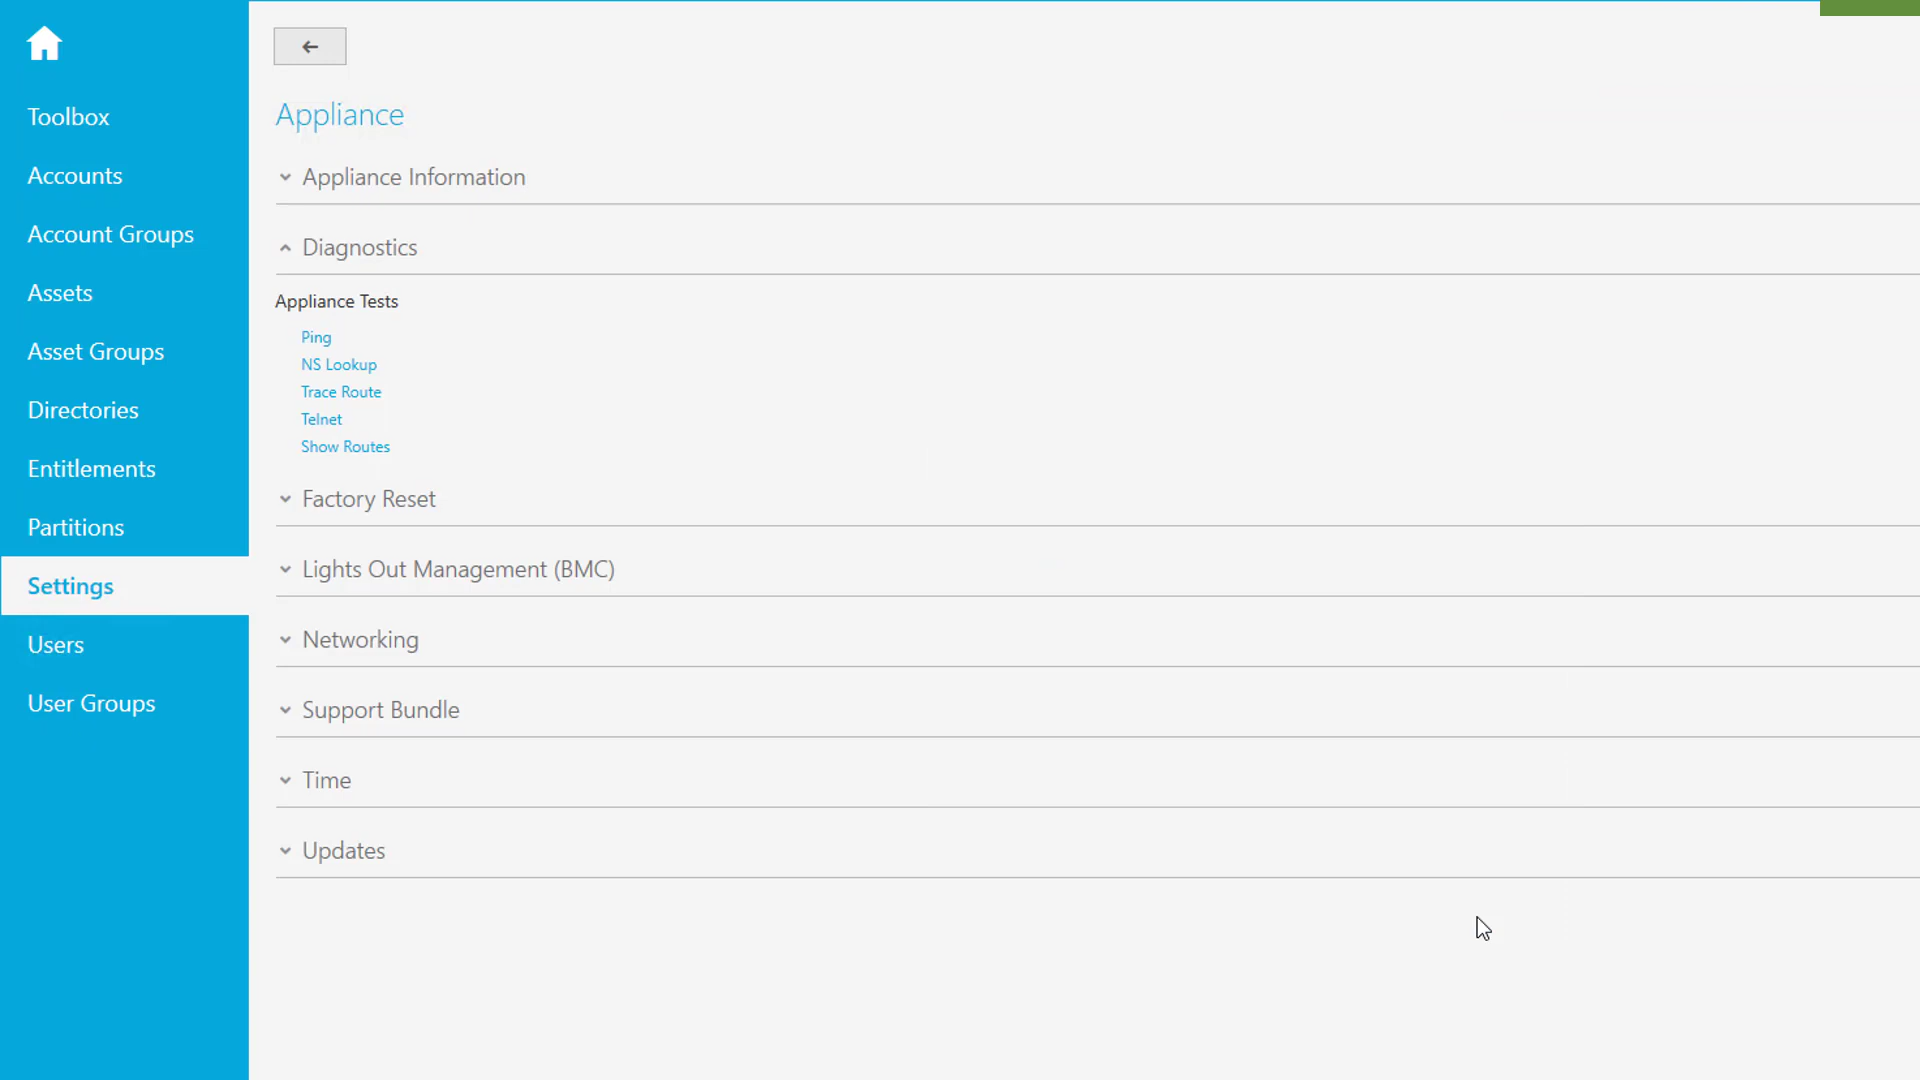 Toolbox
Accounts
Account Groups
Assets
Asset Groups
Directories
Entitlements
Partitions
Settings
Users
User Groups
Appliance
Appliance Information
Diagnostics
Appliance Tests
Ping
NS Lookup
Trace Route
Telnet
Show Routes
Factory Reset
Lights Out Management (BMC)
Networking
Support Bundle
Time
Updates